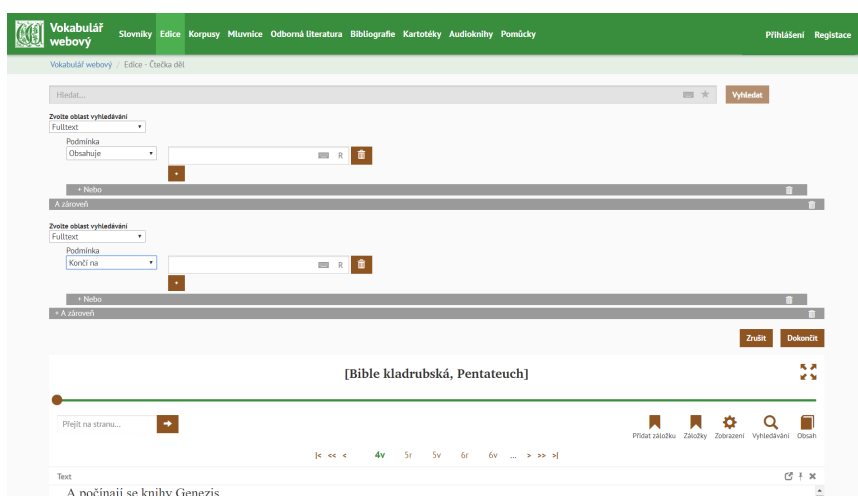 Vokabulář webový
Slovníky Edice Korpusy Mluvnice Odborná literatura Bibliografie Kartotéky Audioknihy Pomůcky Přihlášení Registace
Vokabulář webový / Edice - Čtečka děl
Hledat... Vyhledat
Zvolte oblast vyhledávání
Fulltext
Podmínka
Obsahuje R
+
+ Nebo
A zároveň
Zvolte oblast vyhledávání
Fulltext
Podmínka
Končí na R
+
+ Nebo
+ A zároveň
Zrušit Dokončit
[Bible kladrubská, Pentateuch]
Přejít na stranu...
Přidat záložku Záložky Zobrazení Vyhledávání Obsah
|< << < 4v 5r 5v 6r 6v ... > >> >|
Text
A počínají se knihy Genezis